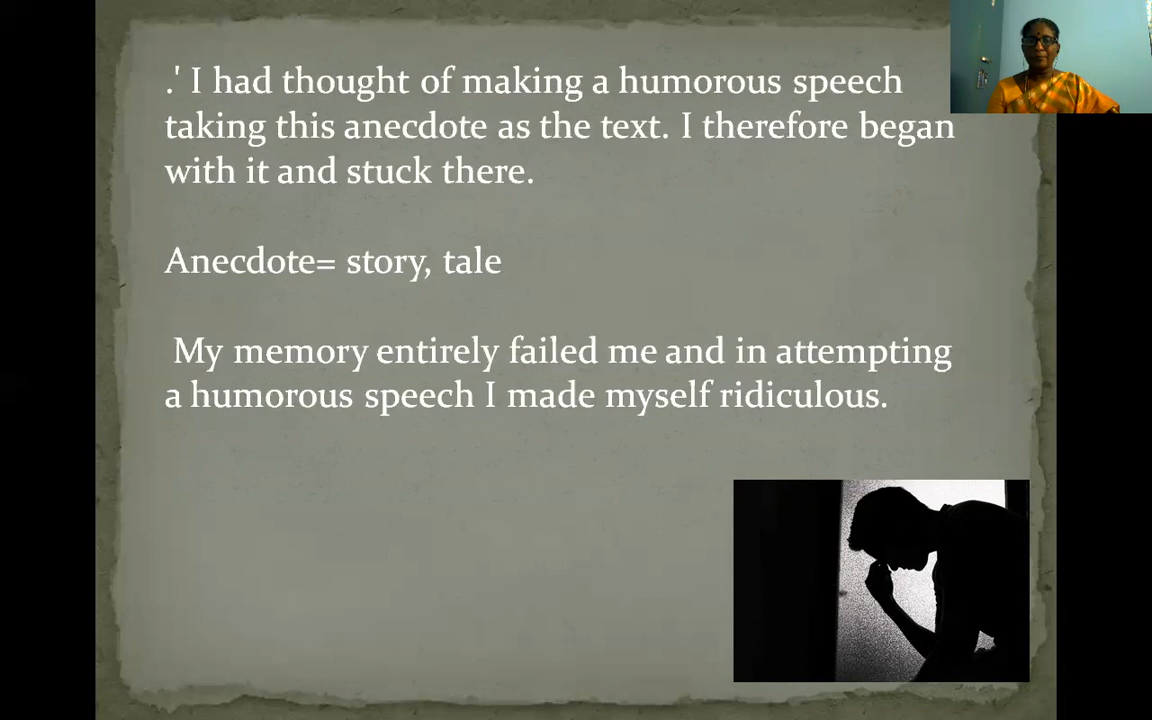 .' I had thought of making a humorous speech
taking this anecdote as the text. I therefore began
with it and stuck there.
Anecdote= story, tale
My memory entirely failed me and in attempting
a humorous speech I made myself ridiculous.